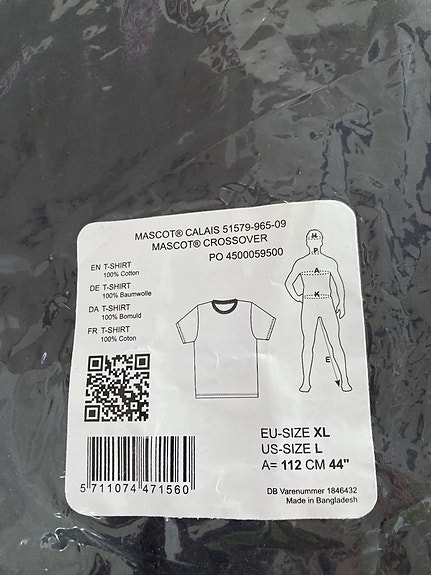 MASCOT® CALAIS 51579-965-09
MASCOT® CROSSOVER
PO 4500059500
EN T-SHIRT
100% Cotton
DE T-SHIRT
100% Baumwolle
DA T-SHIRT
100% Bomuld
FR T-SHIRT
100% Coton
H
P
A
K
E
EU-SIZE XL
US-SIZE L
A= 112 CM 44"
5 711074 471560
DB Varenummer 1846432
Made in Bangladesh